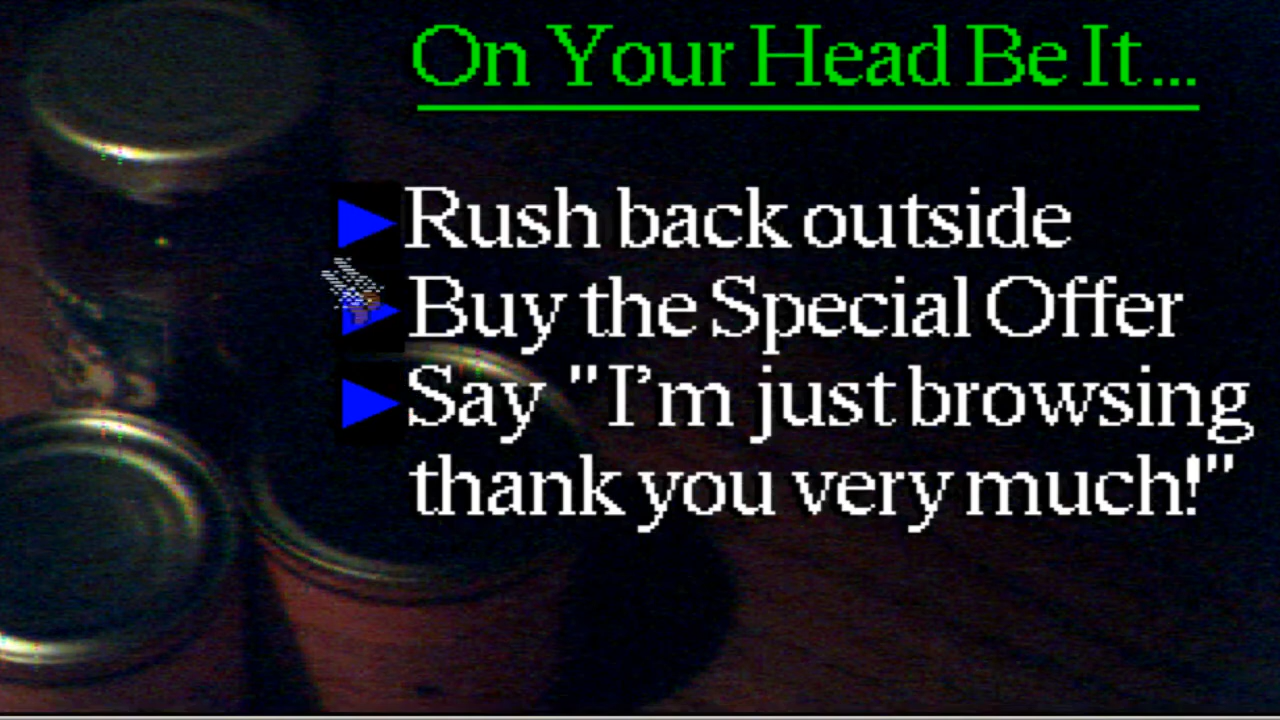 On Your Head Be It...
Rush back outside
Buy the Special Offer
Say "I'm just browsing
thank you very much!"